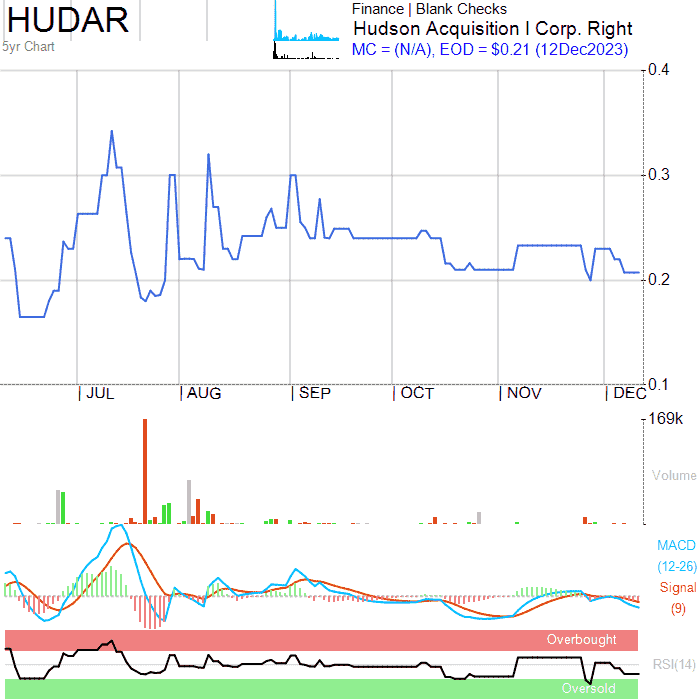 HUDAR
5yr Chart
Finance | Blank Checks
Hudson Acquisition I Corp. Right
MC = (N/A), EOD = $0.21 (12Dec2023)
0.4
0.3
0.2
0.1
| JUL | AUG | SEP | OCT | NOV | DEC
169k
Volume
MACD
(12-26)
Signal
(9)
Overbought
RSI(14)
Oversold